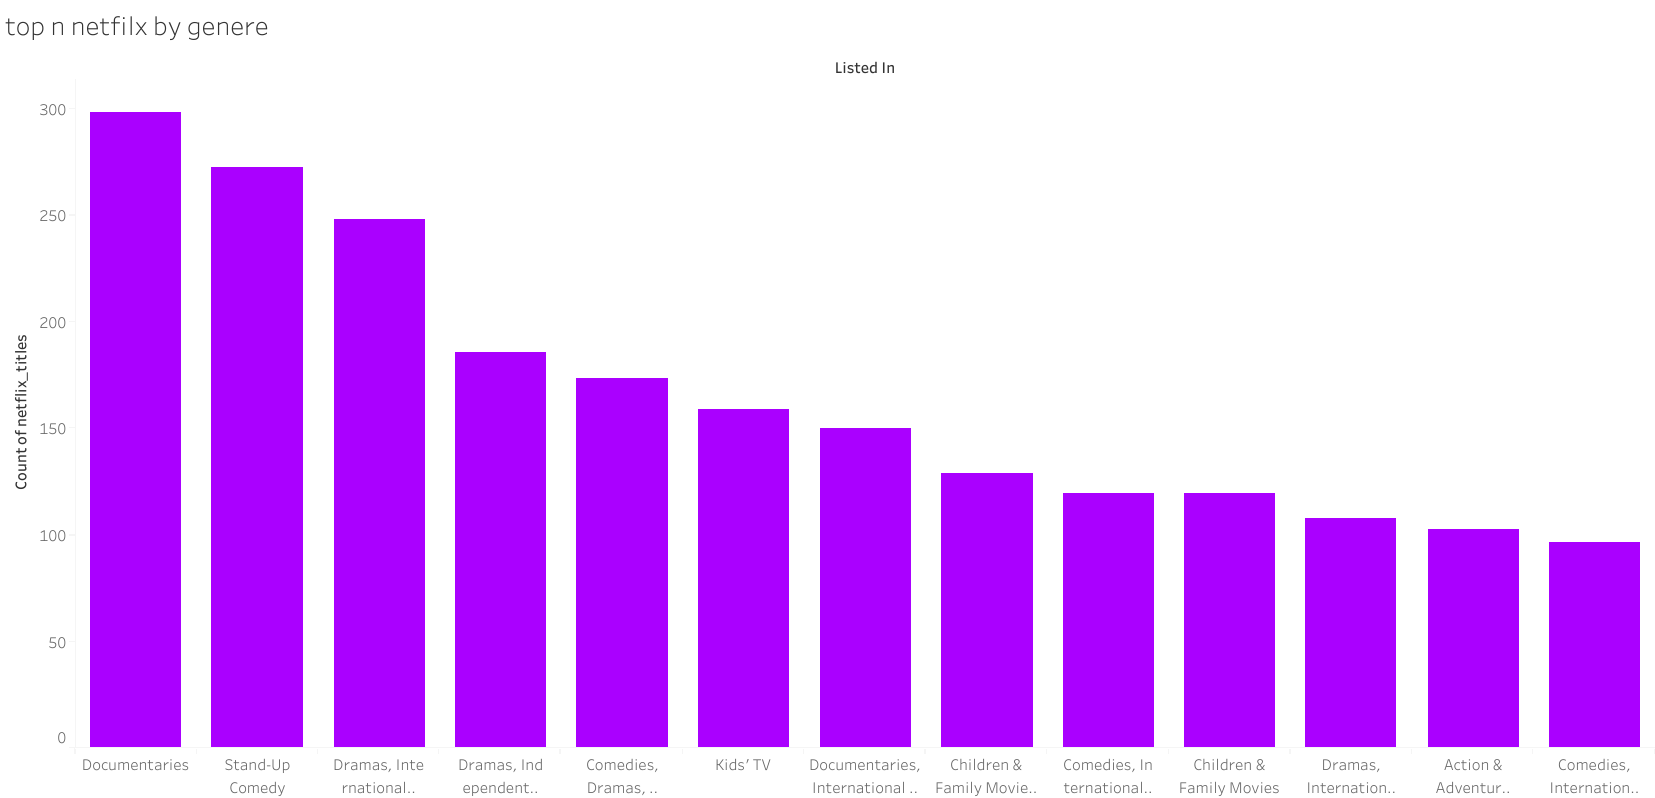 top n netfilx by genere
Listed In
Count of netflix_titles
300
250
200
150
100
50
0
Documentaries
Stand-Up
Comedy
Dramas, Inte
rnational..
Dramas, Ind
ependent..
Comedies,
Dramas, ..
Kids’ TV
Documentaries,
International ..
Children &
Family Movie..
Comedies, In
ternational..
Children &
Family Movies
Dramas,
Internation..
Action &
Adventur..
Comedies,
Internation..